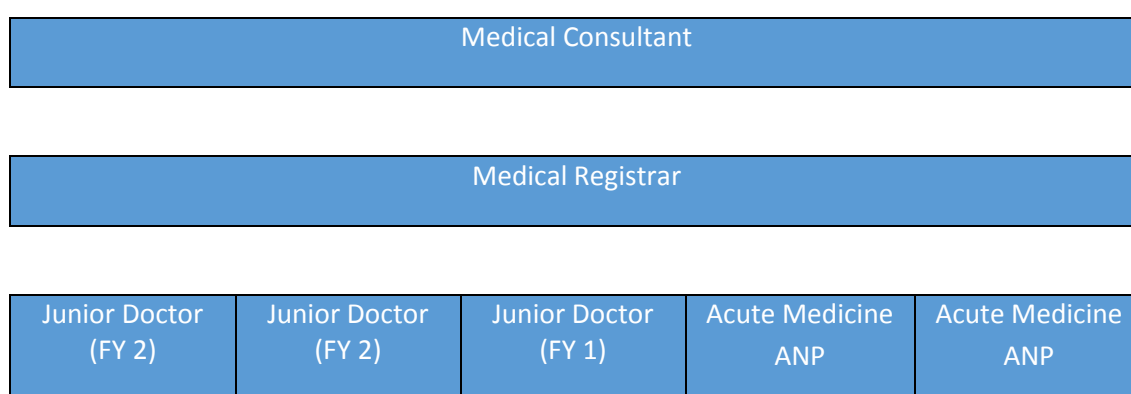 Medical Consultant
Medical Registrar
Junior Doctor
(FY 2)
Junior Doctor
(FY 2)
Junior Doctor
(FY 1)
Acute Medicine
ANP
Acute Medicine
ANP